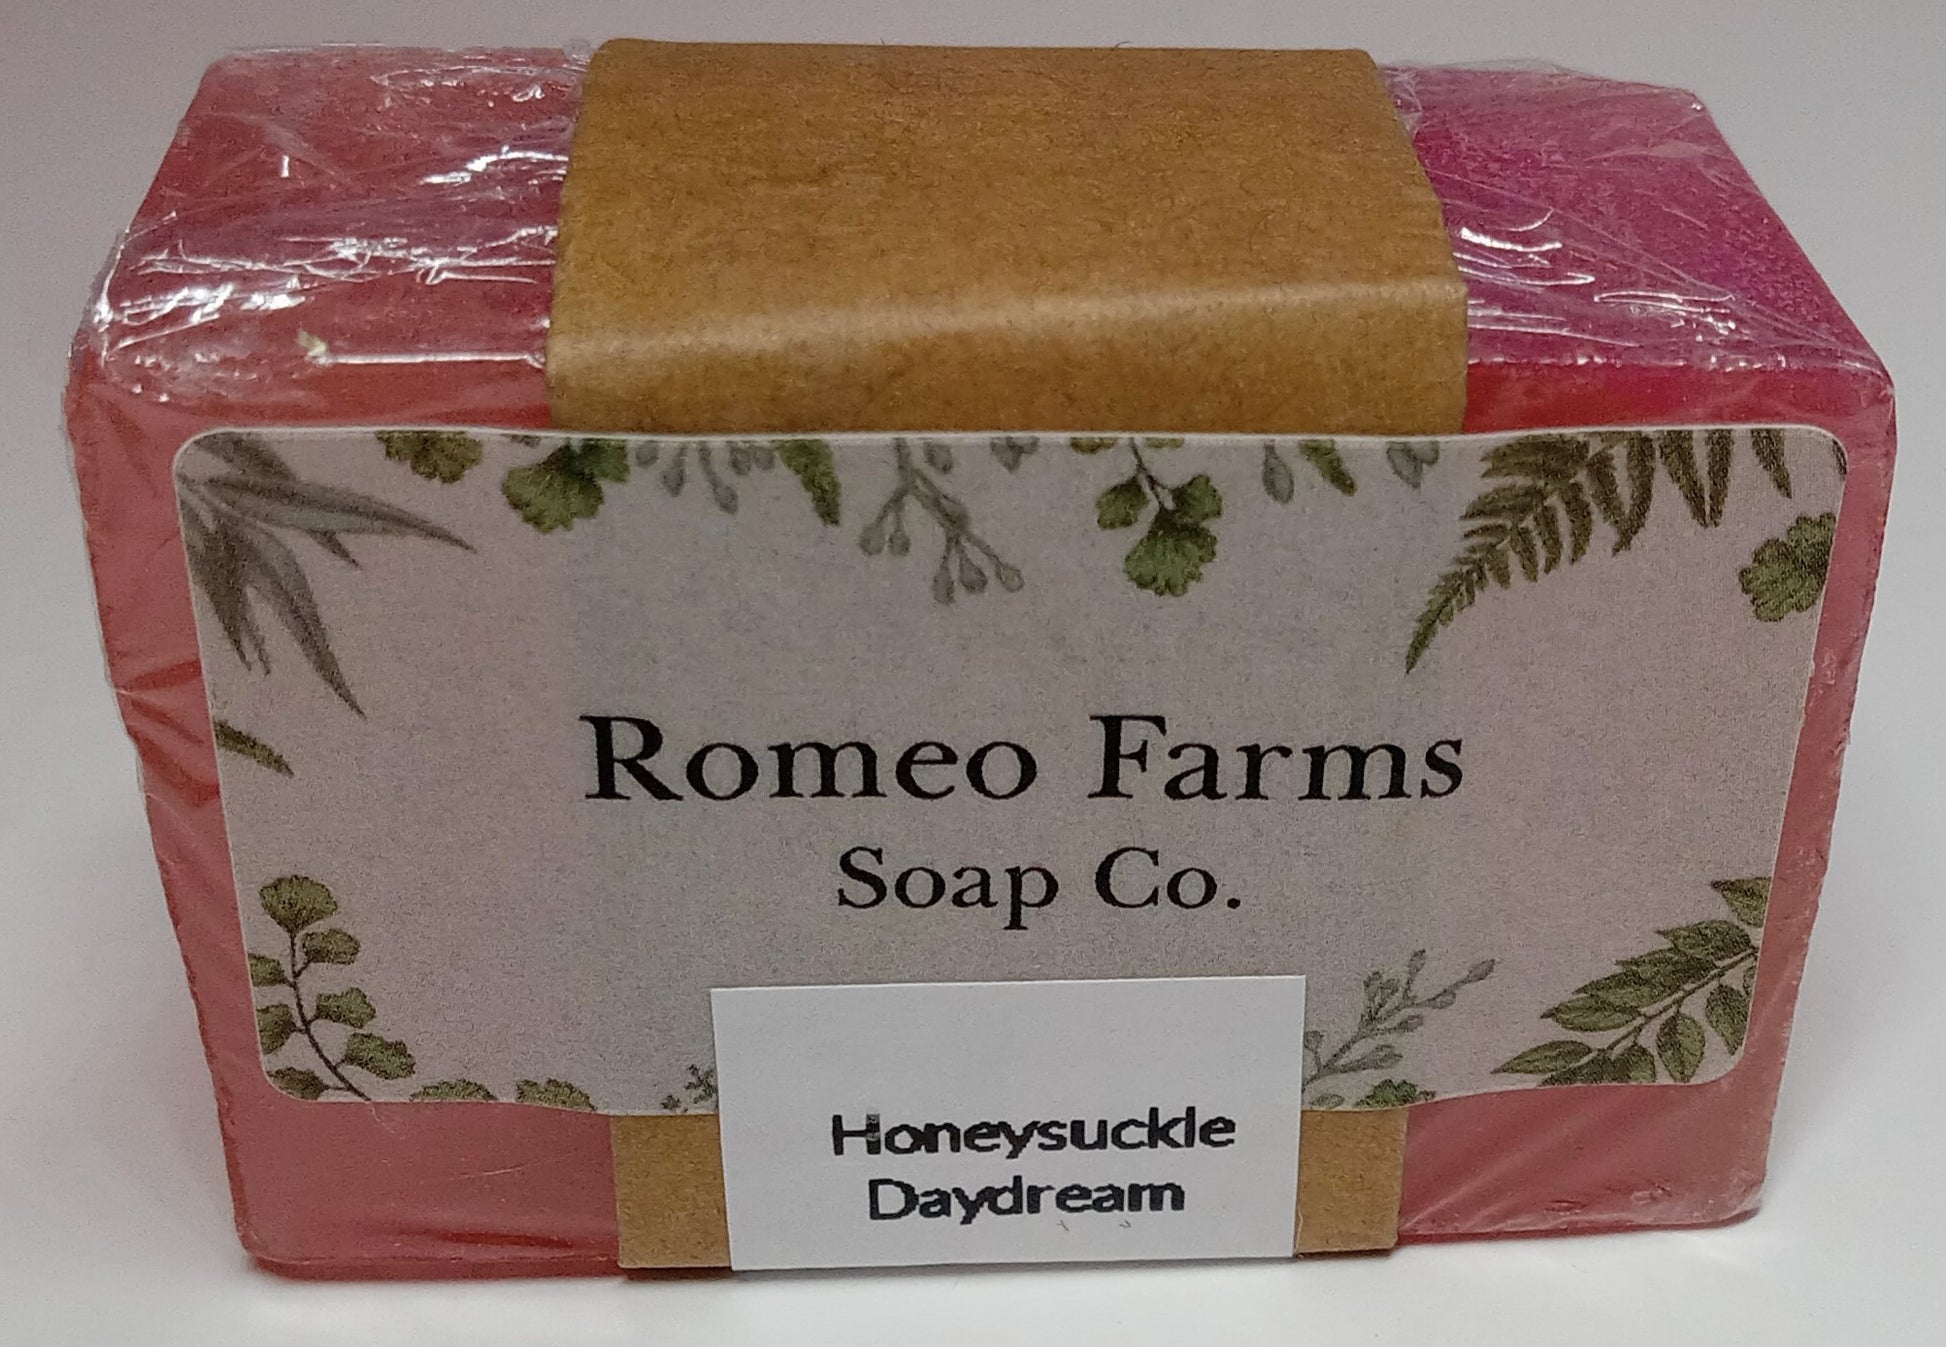 Romeo Farms
Soap Co.
Honeysuckle
Daydream